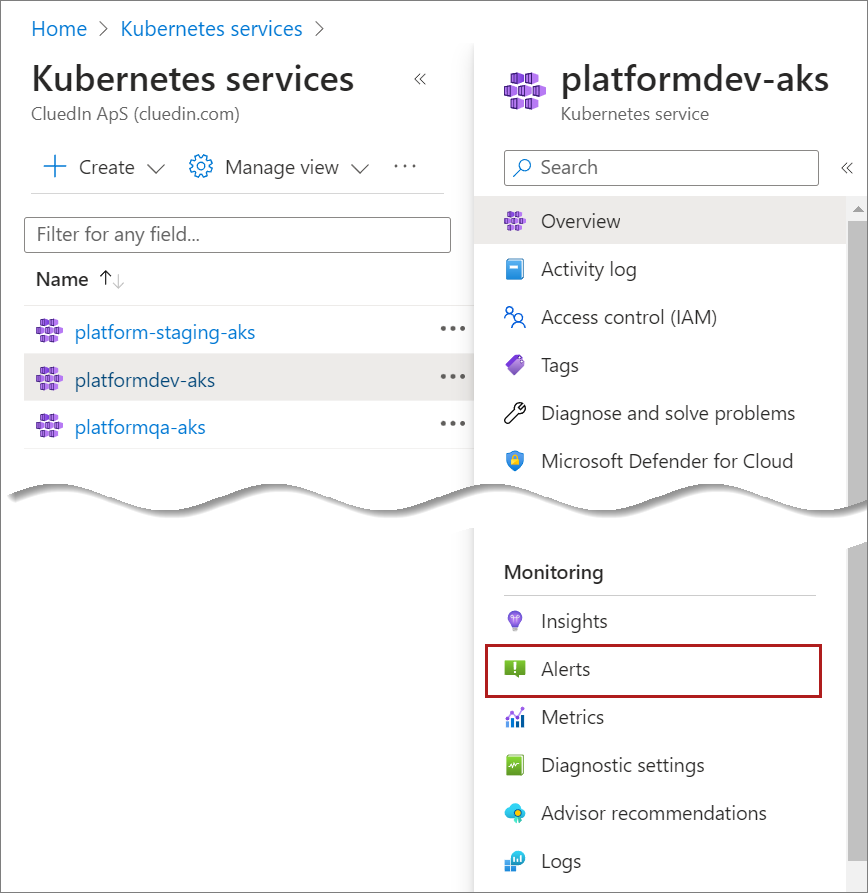 Home > Kubernetes services >
Kubernetes services
CluedIn ApS (cluedin.com)
Create
Manage view
Filter for any field...
Name
platform-staging-aks
platformdev-aks
platformqa-aks
platformdev-aks
Kubernetes service
Search
Overview
Activity log
Access control (IAM)
Tags
Diagnose and solve problems
Microsoft Defender for Cloud
Monitoring
Insights
Alerts
Metrics
Diagnostic settings
Advisor recommendations
Logs